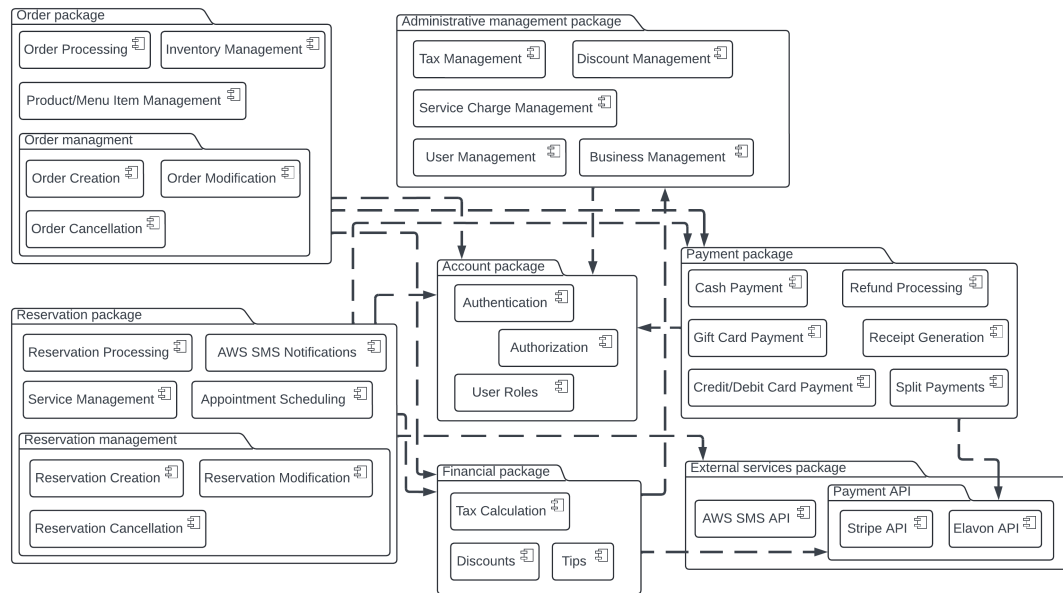 Order package
Order Processing
Inventory Management
Product/Menu Item Management
Order managment
Order Creation
Order Modification
Order Cancellation
Administrative management package
Tax Management
Discount Management
Service Charge Management
User Management
Business Management
Account package
Authentication
Authorization
User Roles
Payment package
Cash Payment
Refund Processing
Gift Card Payment
Receipt Generation
Credit/Debit Card Payment
Split Payments
Reservation package
Reservation Processing
AWS SMS Notifications
Service Management
Appointment Scheduling
Reservation management
Reservation Creation
Reservation Modification
Reservation Cancellation
Financial package
Tax Calculation
Discounts
Tips
External services package
AWS SMS API
Payment API
Stripe API
Elavon API